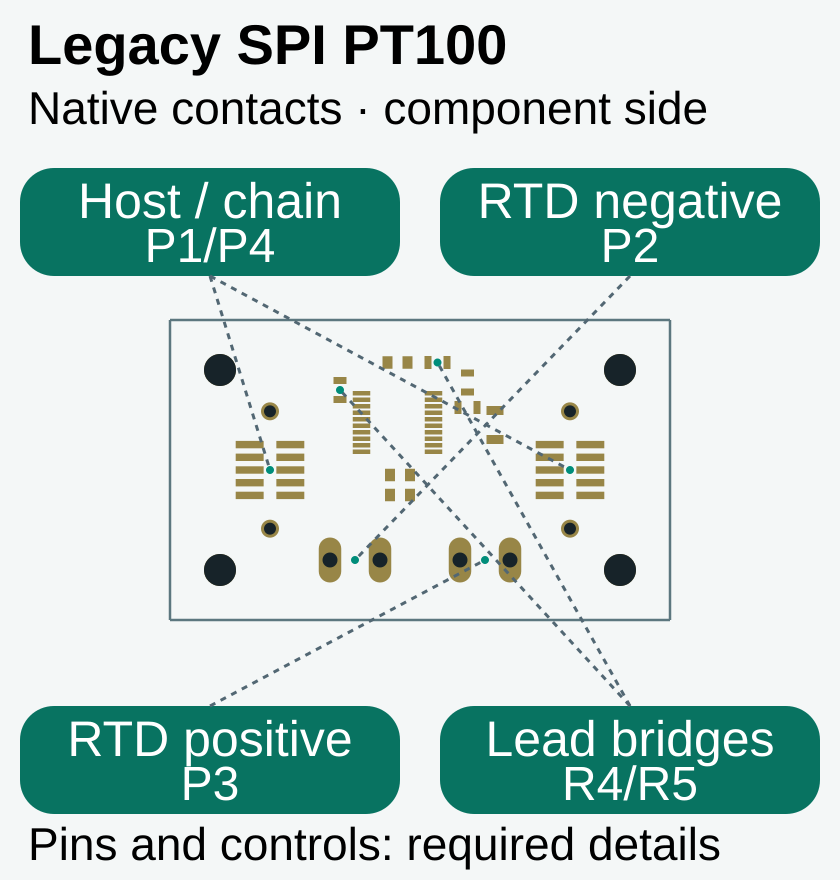 Legacy SPI PT100
Native contacts · component side
Host / chain
P1/P4
RTD negative
P2
RTD positive
P3
Lead bridges
R4/R5
Pins and controls: required details